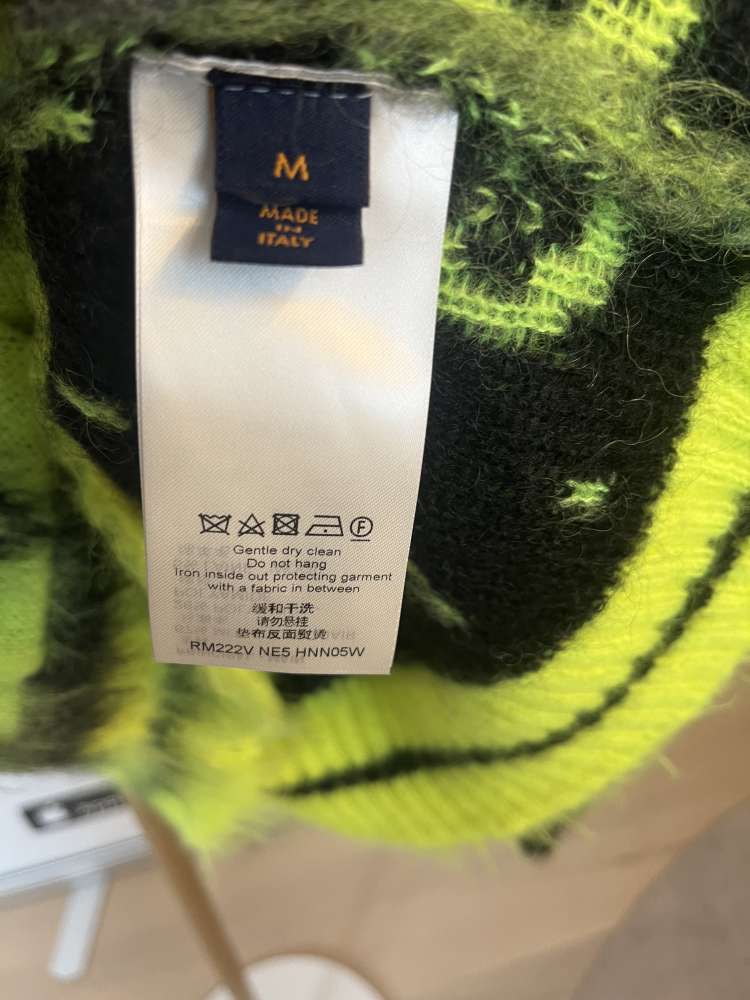 M
MADE
IN
ITALY
F
Gentle dry clean
Do not hang
Iron inside out protecting garment
with a fabric in between
缓和干洗
请勿悬挂
垫布反面熨烫
RM222V NE5 HNN05W